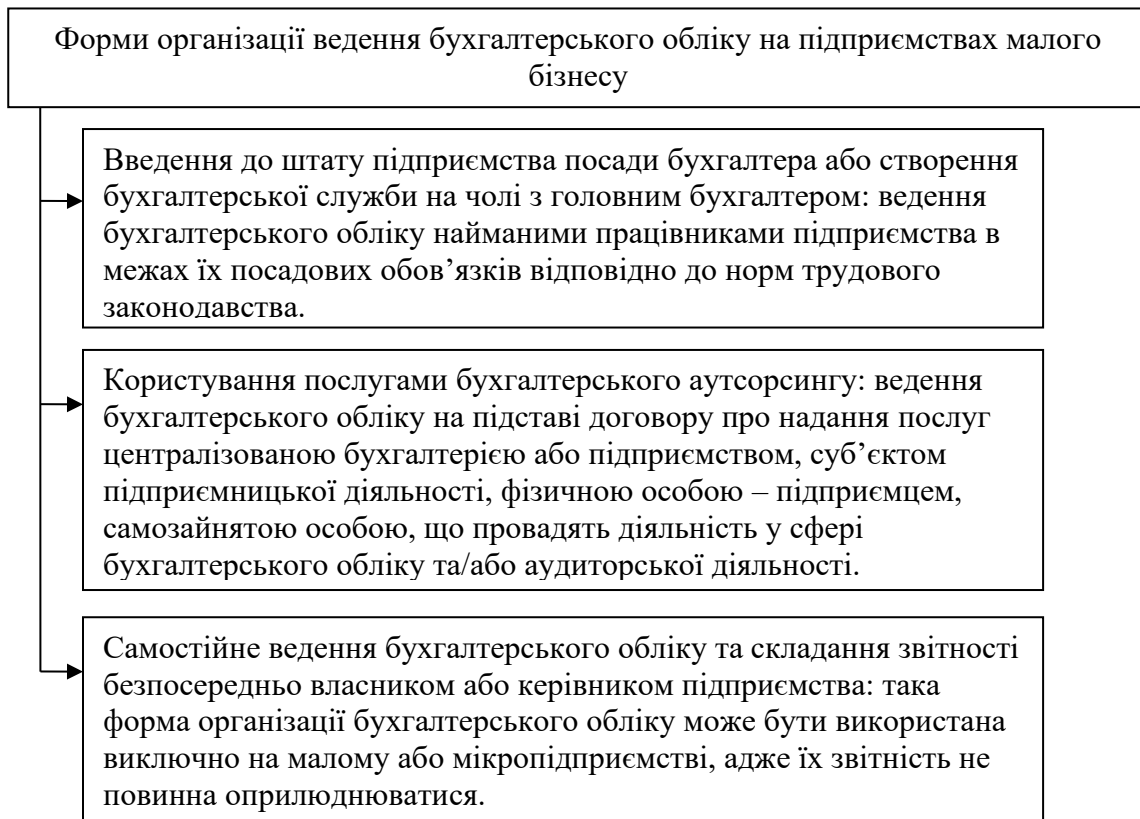 Форми організації ведення бухгалтерського обліку на підприємствах малого
бізнесу
Введення до штату підприємства посади бухгалтера або створення
бухгалтерської служби на чолі з головним бухгалтером: ведення
бухгалтерського обліку найманими працівниками підприємства в
межах їх посадових обов’язків відповідно до норм трудового
законодавства.
Користування послугами бухгалтерського аутсорсингу: ведення
бухгалтерського обліку на підставі договору про надання послуг
централізованою бухгалтерією або підприємством, суб’єктом
підприємницької діяльності, фізичною особою – підприємцем,
самозайнятою особою, що провадять діяльність у сфері
бухгалтерського обліку та/або аудиторської діяльності.
Самостійне ведення бухгалтерського обліку та складання звітності
безпосередньо власником або керівником підприємства: така
форма організації бухгалтерського обліку може бути використана
виключно на малому або мікропідприємстві, адже їх звітність не
повинна оприлюднюватися.